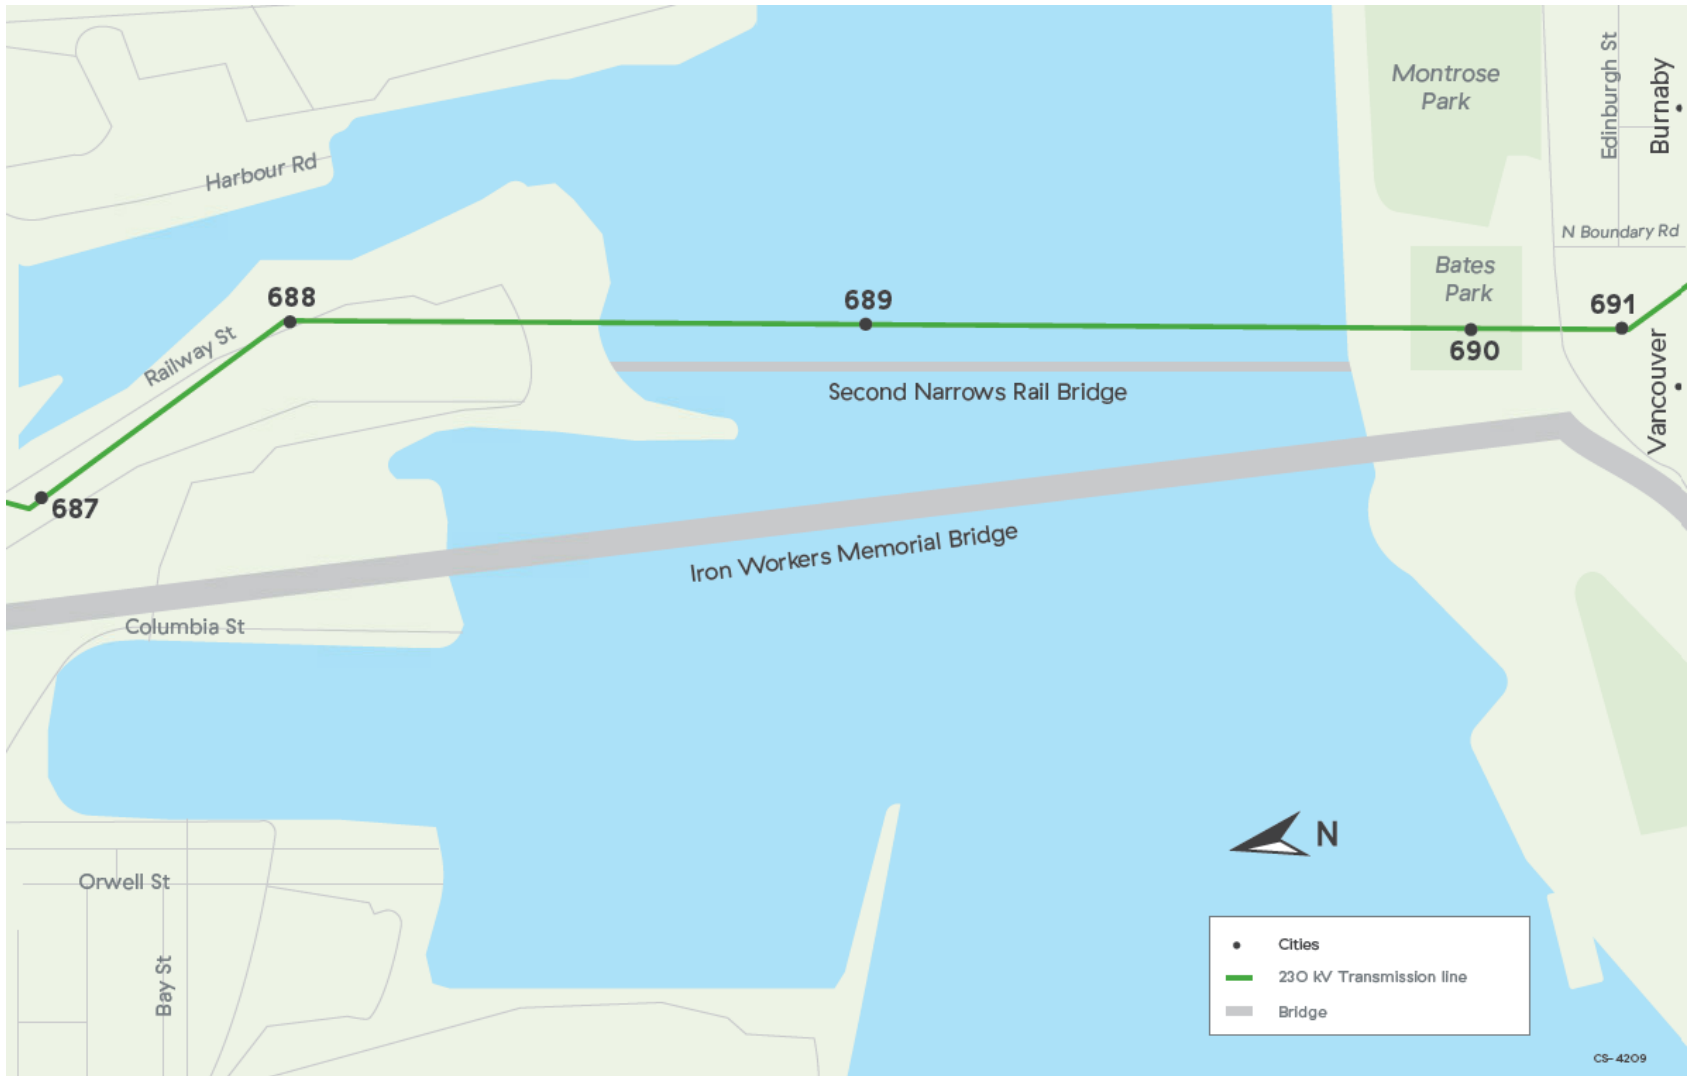 Montrose
Park
Edinburgh St
Burnaby
Harbour Rd
N Boundary Rd
Bates
Park
688
689
691
690
Railway St
Vancouver
Second Narrows Rail Bridge
687
Iron Workers Memorial Bridge
Columbia St
N
Orwell St
Bay St
Cities
230 kV Transmission line
Bridge
CS-4209